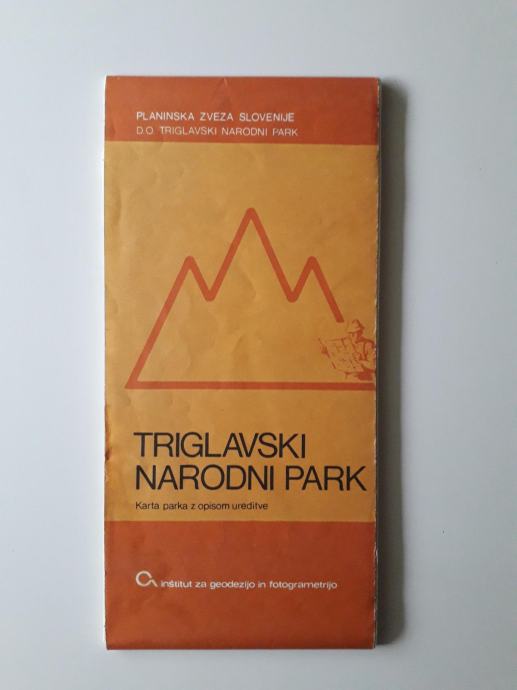 PLANINSKA ZVEZA SLOVENIJE
D.O. TRIGLAVSKI NARODNI PARK
TRIGLAVSKI
NARODNI PARK
Karta parka z opisom ureditve
inštitut za geodezijo in fotogrametrijo